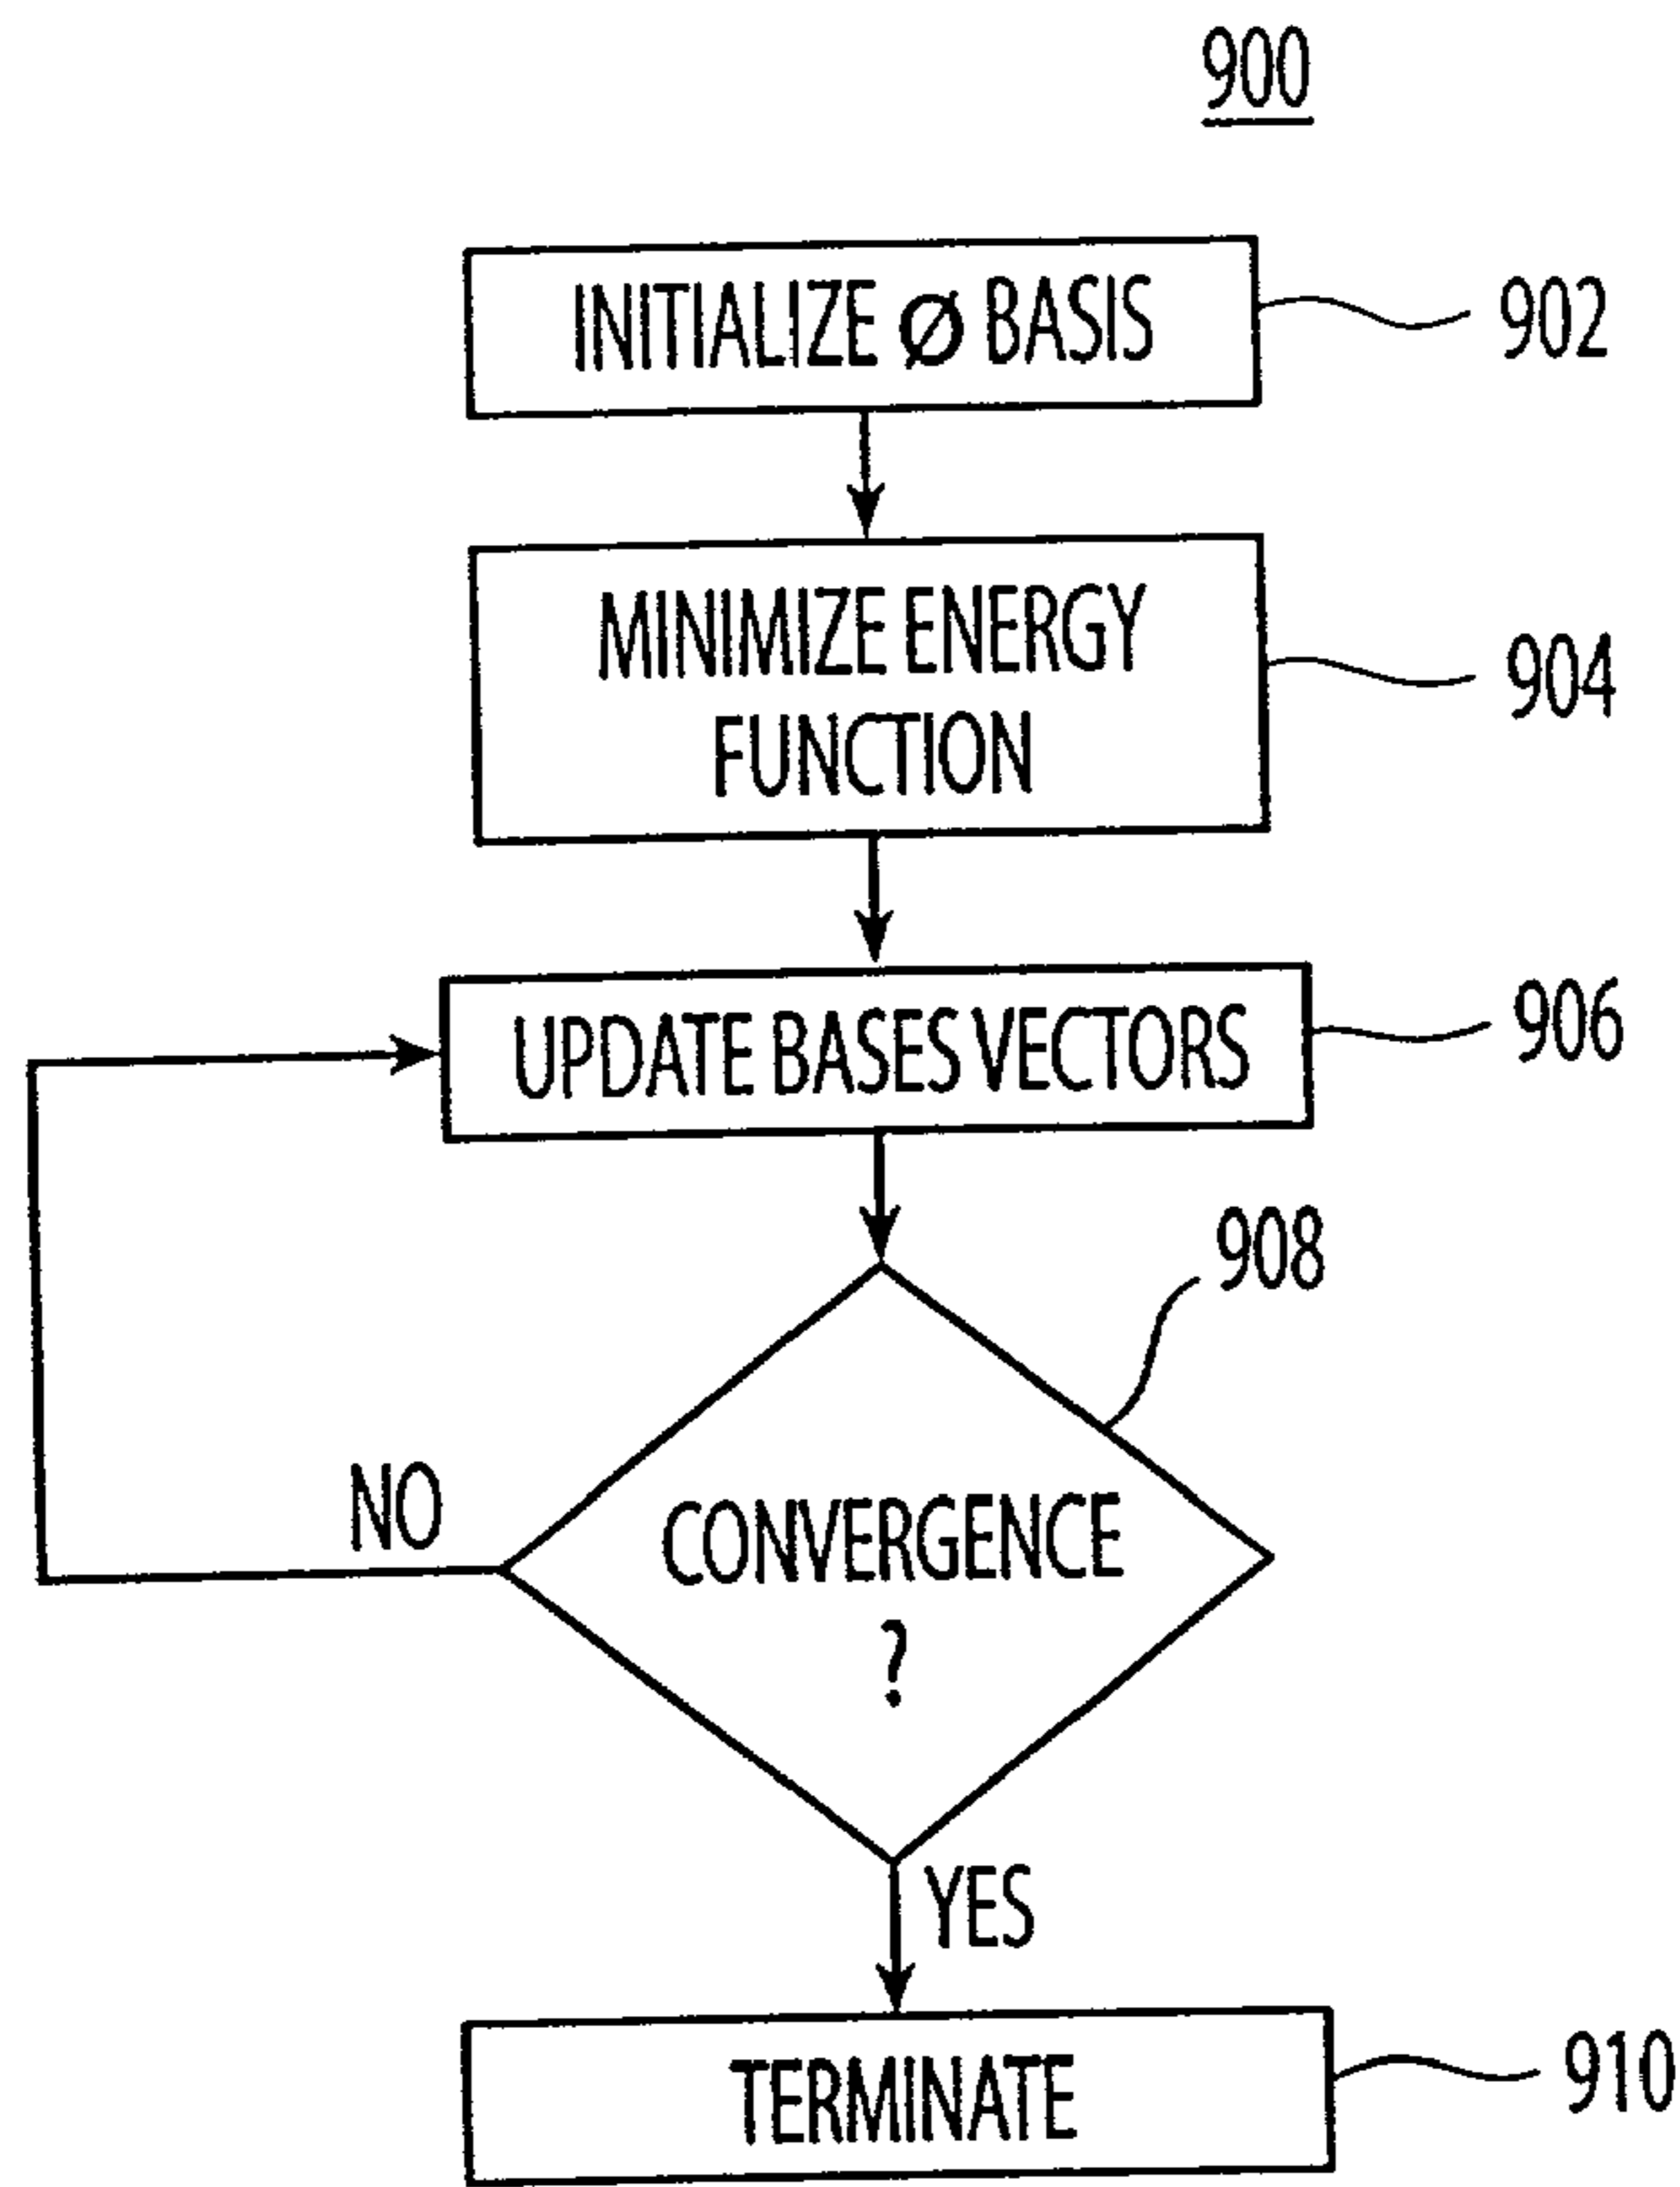 900
INITIALIZE Ø BASIS
902
MINIMIZE ENERGY
FUNCTION
904
UPDATE BASES VECTORS
906
908
NO
CONVERGENCE
?
YES
TERMINATE
910